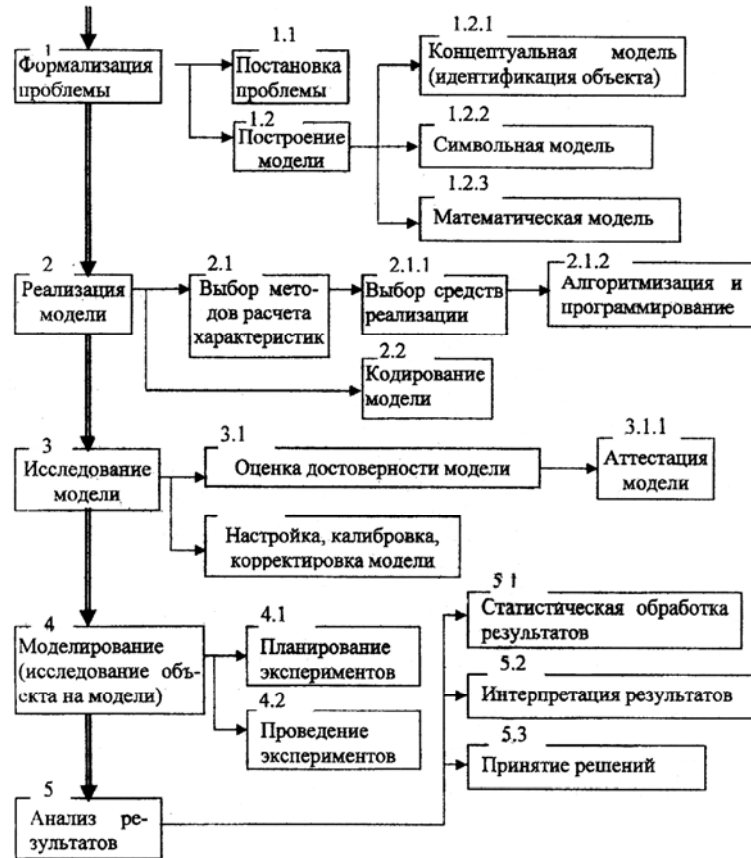 1
Формализация
проблемы
1.1
Постановка
проблемы
1.2
Построение
модели
1.2.1
Концептуальная модель
(идентификация объекта)
1.2.2
Символьная модель
1.2.3
Математическая модель
2
Реализация
модели
2.1
Выбор мето-
дов расчета
характеристик
2.1.1
Выбор средств
реализации
2.1.2
Алгоритмизация и
программирование
2.2
Кодирование
модели
3
Исследование
модели
3.1
Оценка достоверности модели
3.1.1
Аттестация
модели
Настройка, калибровка,
корректировка модели
4
Моделирование
(исследование объ-
екта на модели)
4.1
Планирование
экспериментов
4.2
Проведение
экспериментов
5
Анализ ре-
зультатов
5.1
Статистическая обработка
результатов
5.2
Интерпретация результатов
5.3
Принятие решений